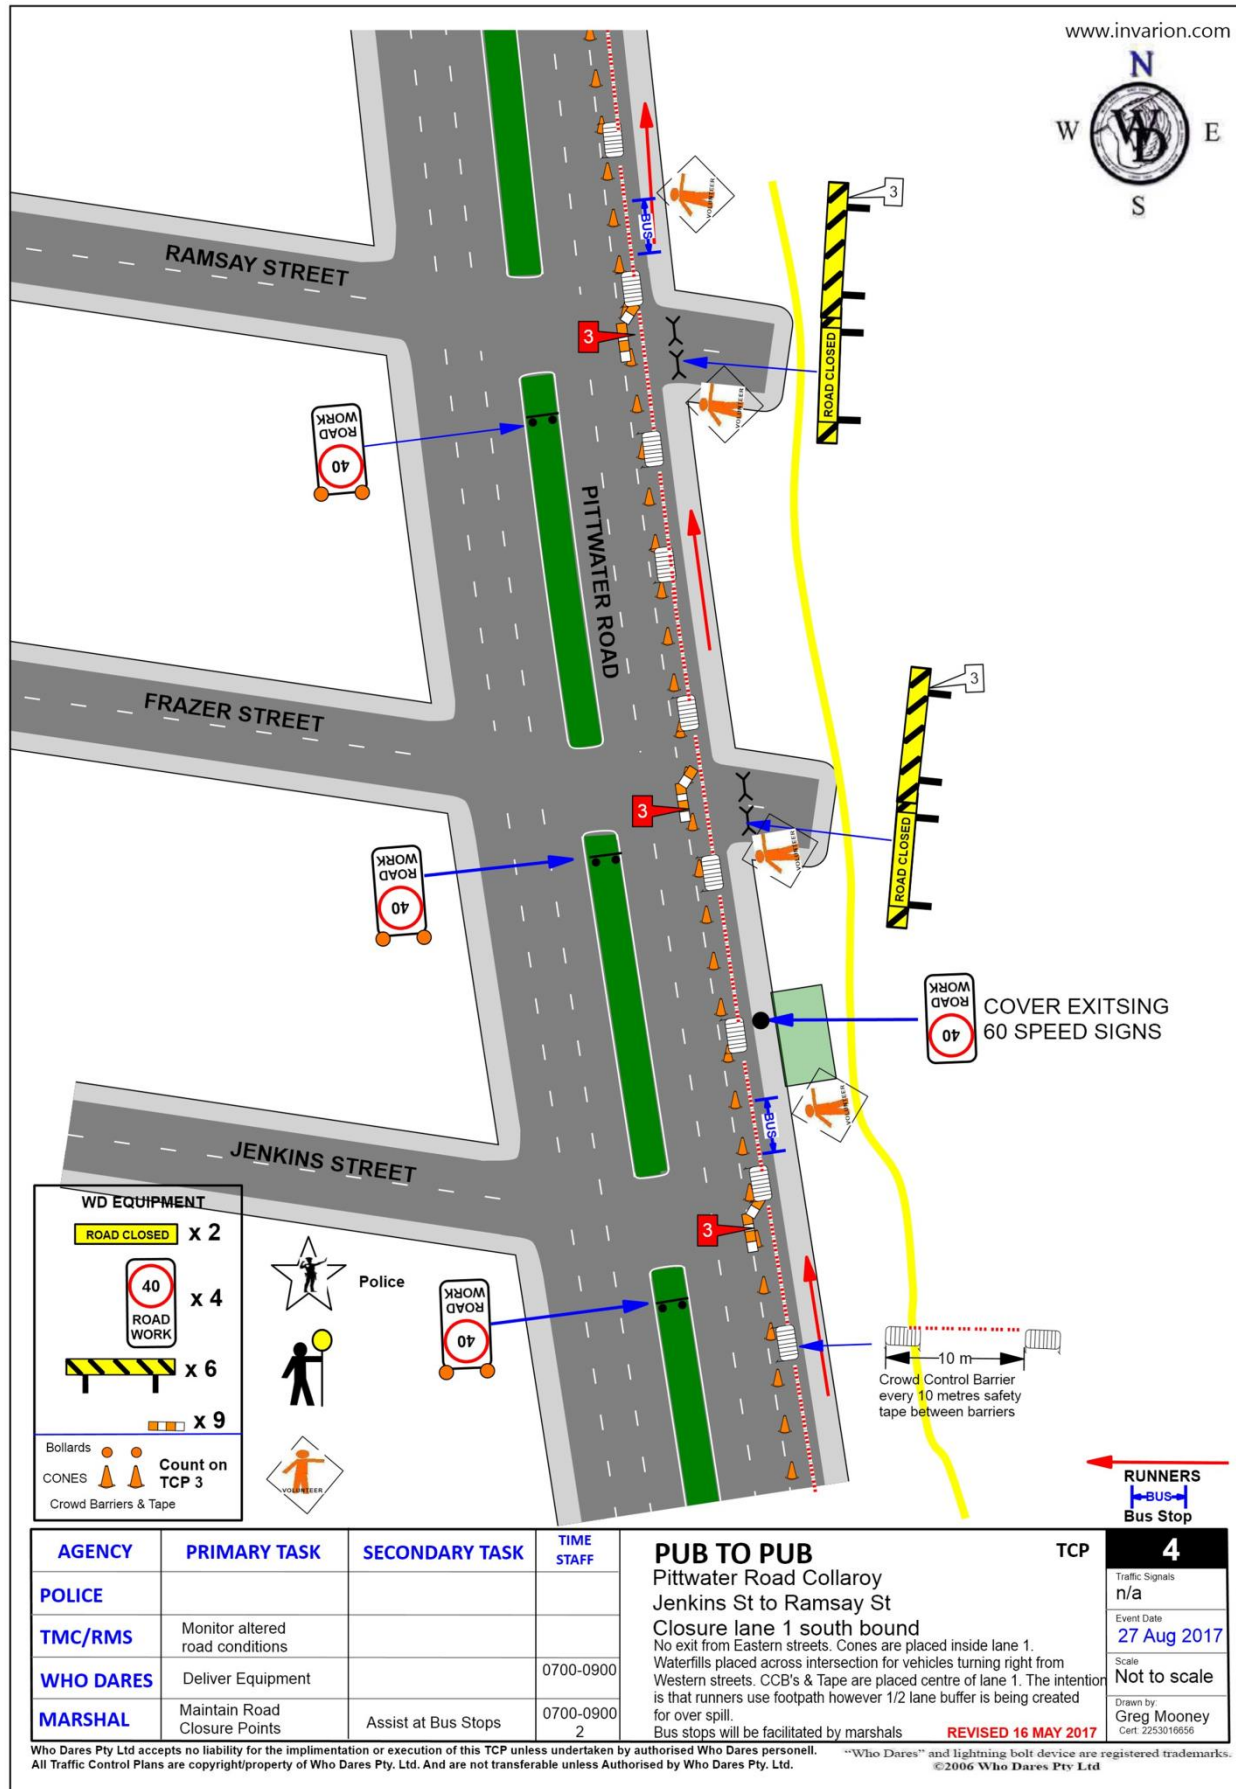 www.invarion.com
N
W
WD
E
S
RAMSAY STREET
BUS
VOLUNTEER
3
ROAD CLOSED
3
VOLUNTEER
ROAD
WORK
40
PITTWATER ROAD
FRAZER STREET
3
ROAD CLOSED
3
VOLUNTEER
ROAD
WORK
40
ROAD
WORK
40
COVER EXITSING
60 SPEED SIGNS
VOLUNTEER
BUS
JENKINS STREET
3
ROAD
WORK
40
WD EQUIPMENT
ROAD CLOSED x 2
40
ROAD
WORK
x 4
x 6
x 9
Bollards
CONES
Count on
TCP 3
Crowd Barriers & Tape
Police
VOLUNTEER
10 m
Crowd Control Barrier
every 10 metres safety
tape between barriers
RUNNERS
BUS
Bus Stop
AGENCY PRIMARY TASK SECONDARY TASK TIME
STAFF
POLICE
TMC/RMS Monitor altered
road conditions
WHO DARES Deliver Equipment 0700-0900
MARSHAL Maintain Road
Closure Points Assist at Bus Stops 0700-0900
2
PUB TO PUB TCP 4
Pittwater Road Collaroy
Jenkins St to Ramsay St
Closure lane 1 south bound
No exit from Eastern streets. Cones are placed inside lane 1.
Waterfills placed across intersection for vehicles turning right from
Western streets. CCB's & Tape are placed centre of lane 1. The intention
is that runners use footpath however 1/2 lane buffer is being created
for over spill.
Bus stops will be facilitated by marshals REVISED 16 MAY 2017
Traffic Signals
n/a
Event Date
27 Aug 2017
Scale
Not to scale
Drawn by:
Greg Mooney
Cert: 2253016656
Who Dares Pty Ltd accepts no liability for the implimentation or execution of this TCP unless undertaken by authorised Who Dares personell.
All Traffic Control Plans are copyright/property of Who Dares Pty. Ltd. And are not transferable unless Authorised by Who Dares Pty. Ltd.
“Who Dares” and lightning bolt device are registered trademarks.
©2006 Who Dares Pty Ltd